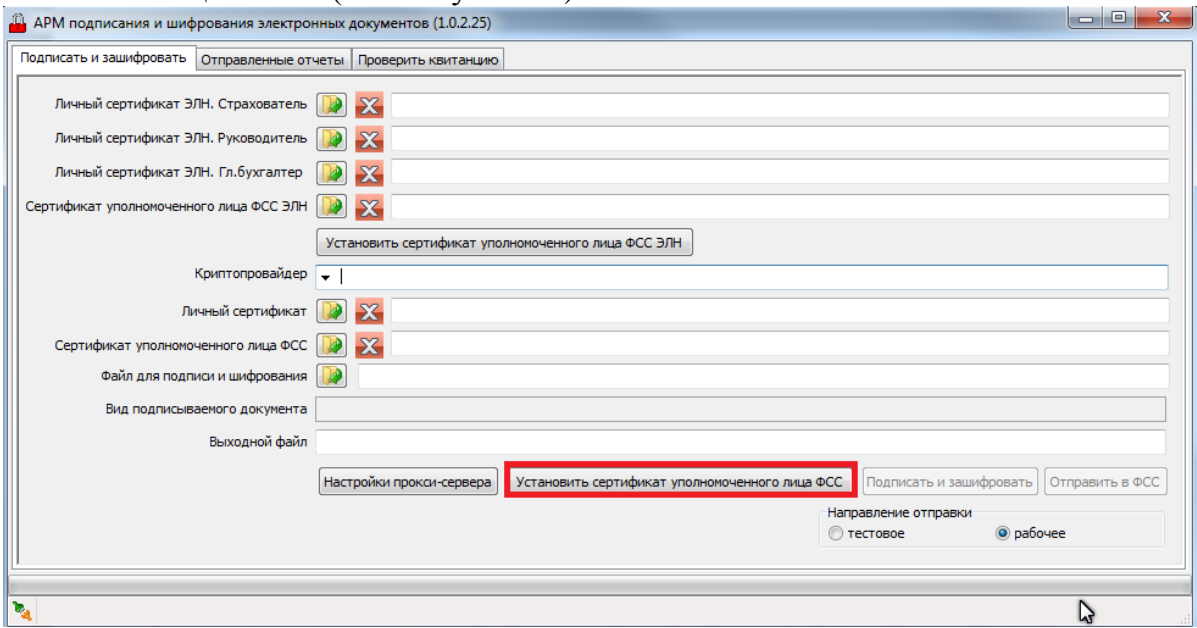 АРМ подписания и шифрования электронных документов (1.0.2.25)
Подписать и зашифровать Отправленные отчеты Проверить квитанцию
Личный сертификат ЭЛН. Страхователь
Личный сертификат ЭЛН. Руководитель
Личный сертификат ЭЛН. Гл.бухгалтер
Сертификат уполномоченного лица ФСС ЭЛН
Установить сертификат уполномоченного лица ФСС ЭЛН
Криптопровайдер
Личный сертификат
Сертификат уполномоченного лица ФСС
Файл для подписи и шифрования
Вид подписываемого документа
Выходной файл
Настройки прокси-сервера Установить сертификат уполномоченного лица ФСС Подписать и зашифровать Отправить в ФСС
Направление отправки
тестовое рабочее